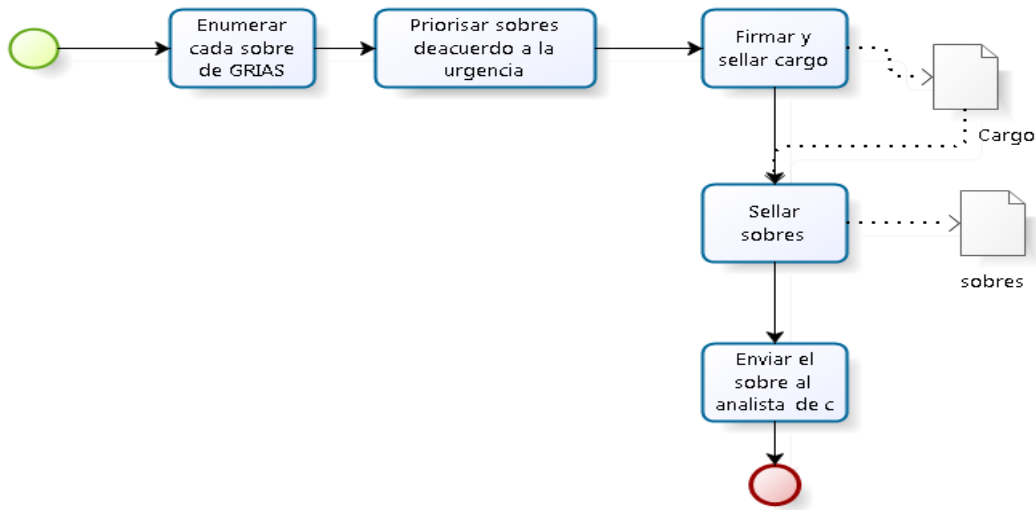 Enumerar
cada sobre
de GRIAS
Priorisar sobres
deacuerdo a la
urgencia
Firmar y
sellar cargo
Cargo
Sellar
sobres
sobres
Enviar el
sobre al
analista de c